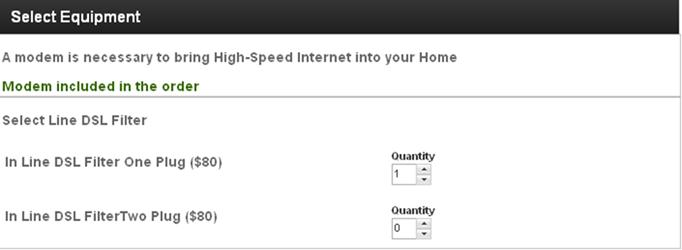 Select Equipment
A modem is necessary to bring High-Speed Internet into your Home
Modem included in the order
Select Line DSL Filter
Quantity
In Line DSL Filter One Plug ($80)
1
Quantity
In Line DSL FilterTwo Plug ($80)
0